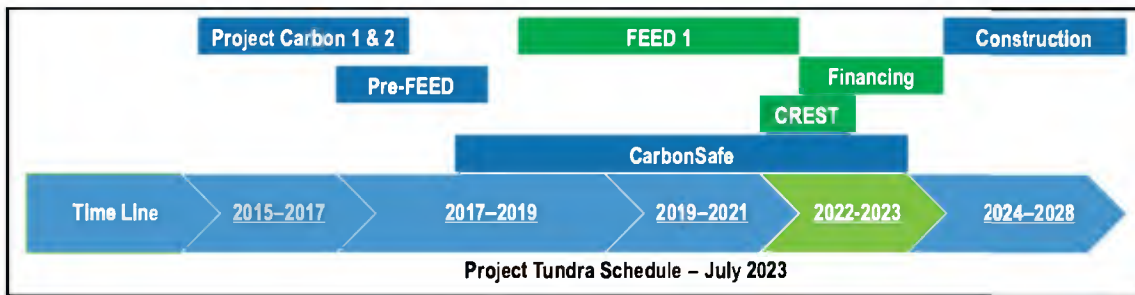 Project Carbon 1 & 2
FEED 1
Construction
Pre-FEED
Financing
CREST
CarbonSafe
Time Line
2015–2017
2017–2019
2019–2021
2022-2023
2024–2028
Project Tundra Schedule – July 2023